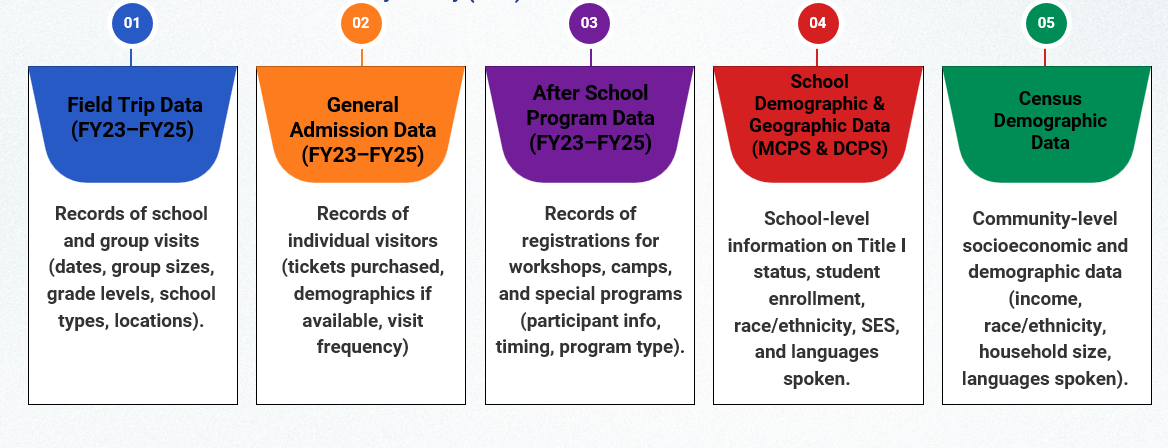 01
02
03
04
05
Field Trip Data
(FY23–FY25)
Records of school
and group visits
(dates, group sizes,
grade levels, school
types, locations).
General
Admission Data
(FY23–FY25)
Records of
individual visitors
(tickets purchased,
demographics if
available, visit
frequency)
After School
Program Data
(FY23–FY25)
Records of
registrations for
workshops, camps,
and special programs
(participant info,
timing, program type).
School
Demographic &
Geographic Data
(MCPS & DCPS)
School-level
information on Title I
status, student
enrollment,
race/ethnicity, SES,
and languages
spoken.
Census
Demographic
Data
Community-level
socioeconomic and
demographic data
(income,
race/ethnicity,
household size,
languages spoken).